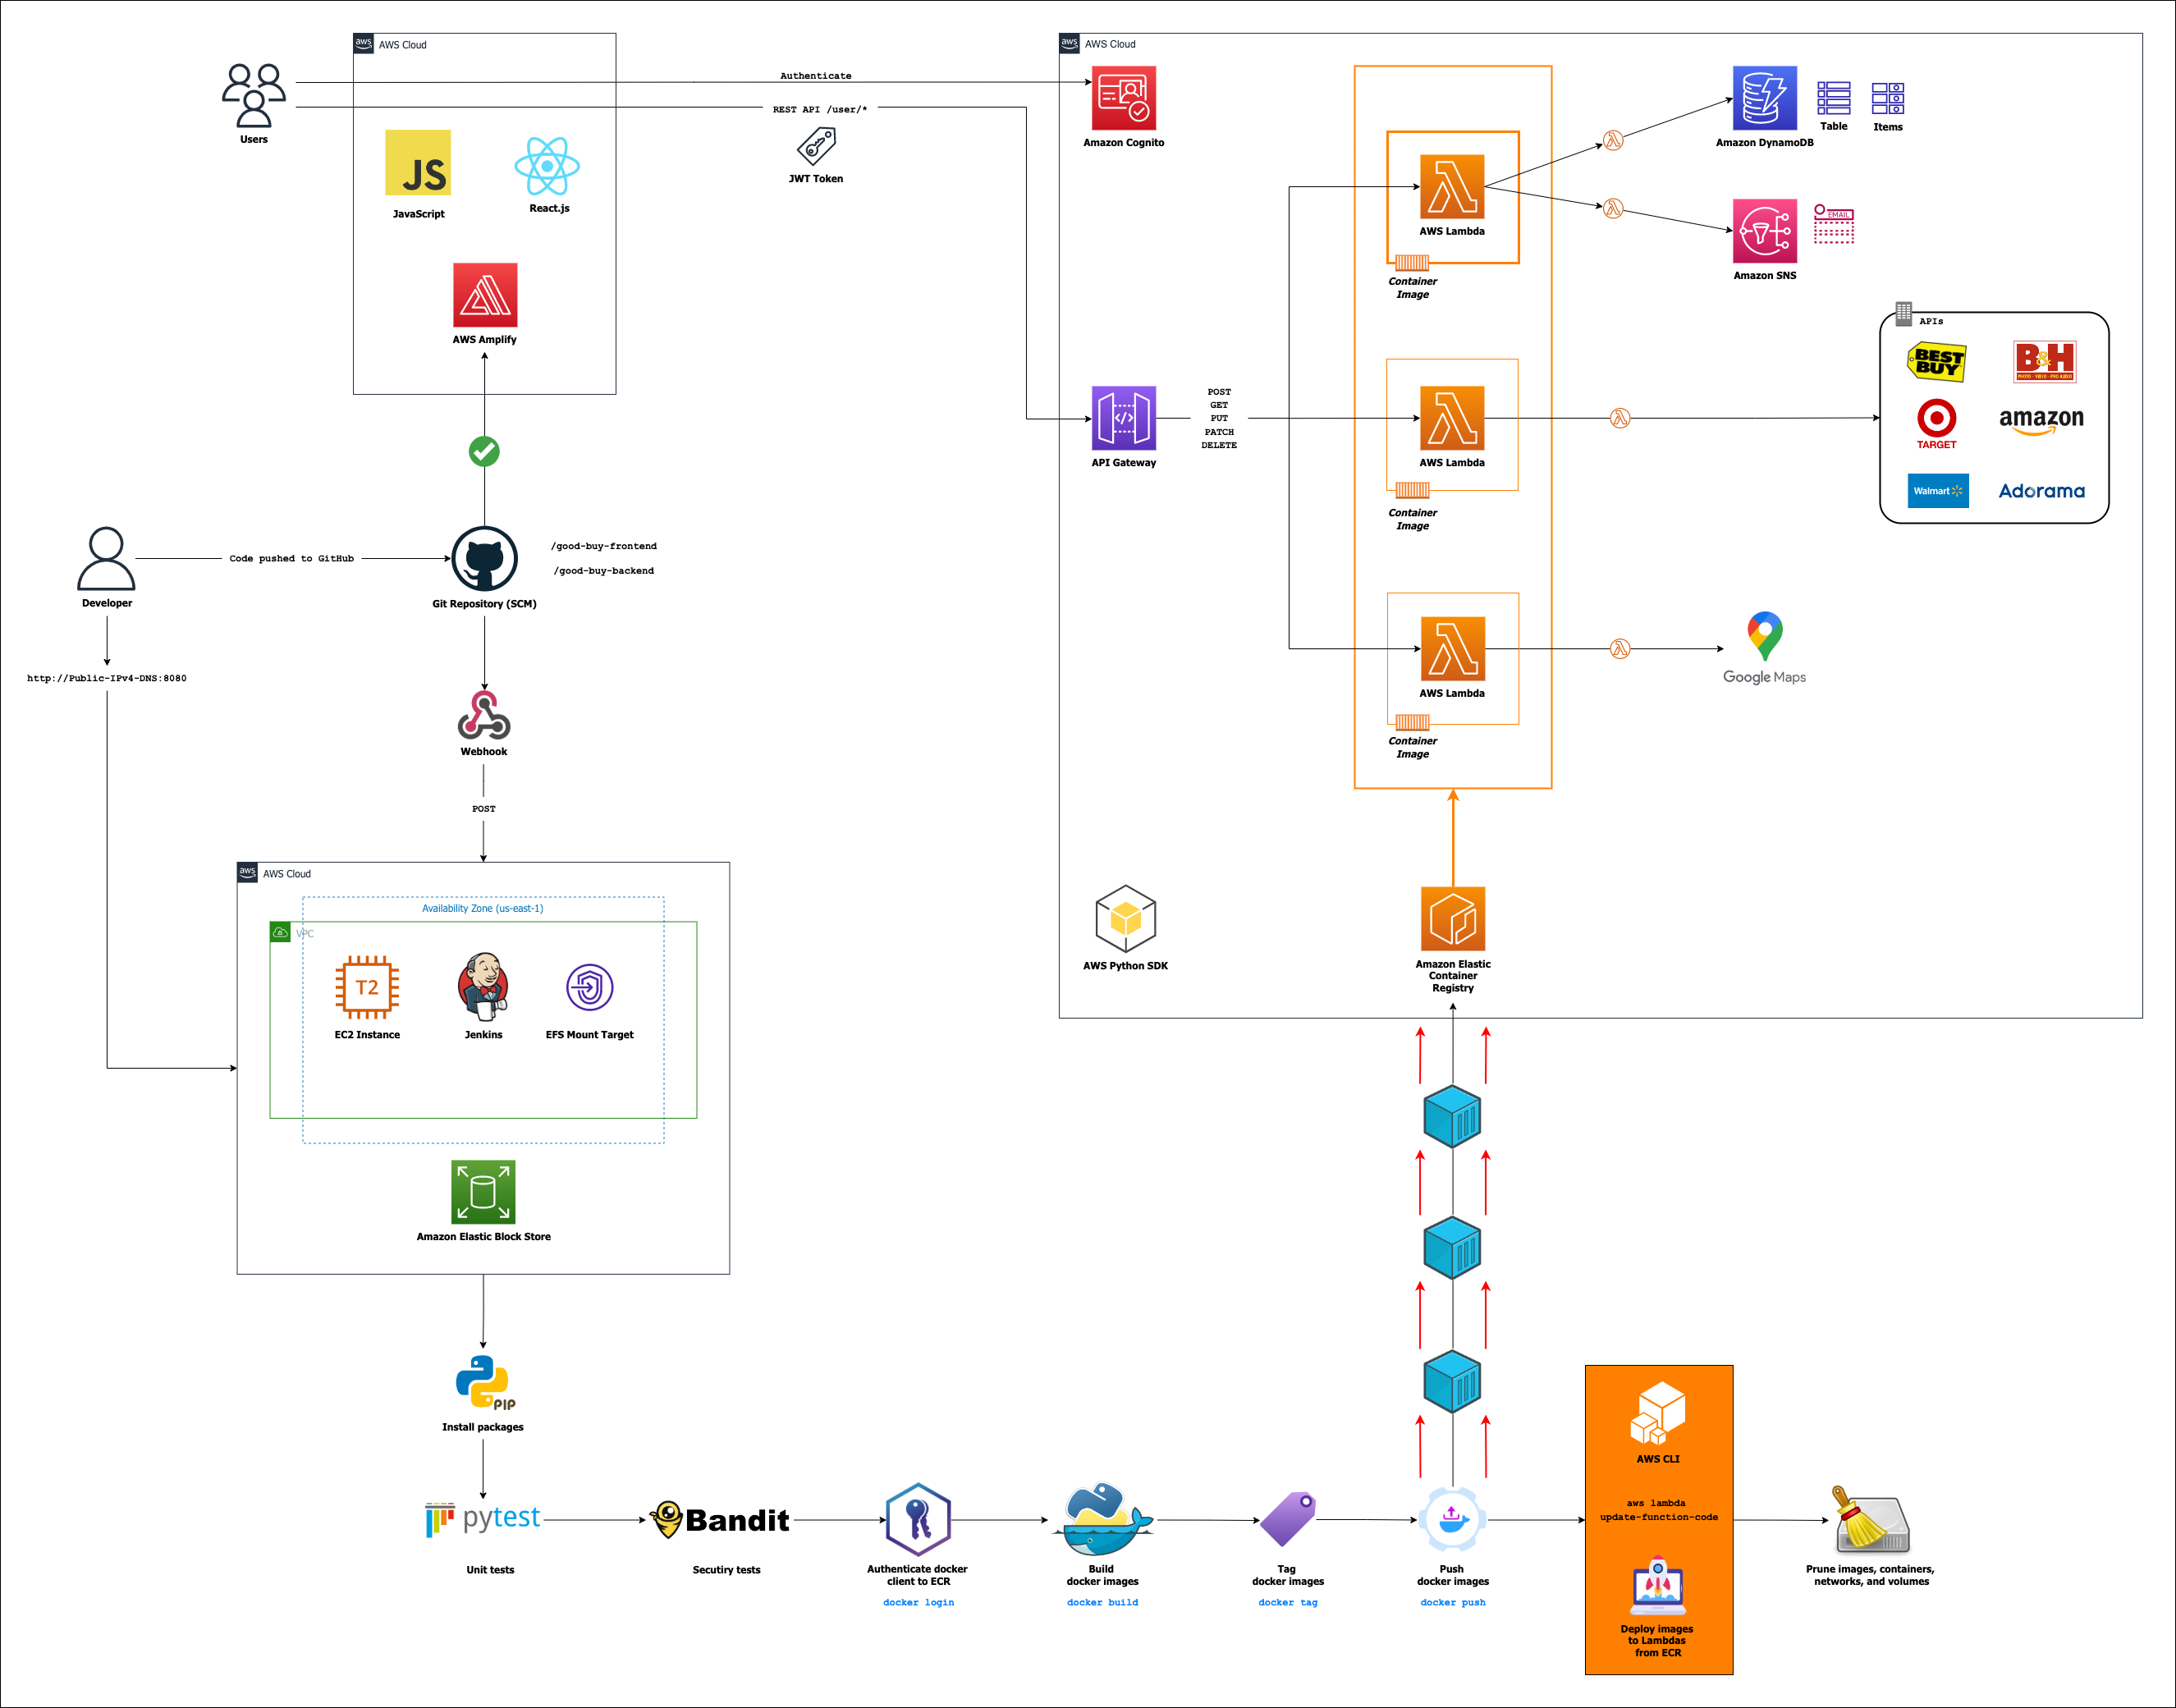 aws
AWS Cloud
Users
Authenticate
REST API /user/*
JWT Token
JS
JavaScript
React.js
AWS Amplify
aws
AWS Cloud
Amazon Cognito
AWS Lambda
Container
Image
Amazon DynamoDB
Table
Items
EMAIL
Amazon SNS
APIs
BEST
BUY
B&H
PHOTO - VIDEO - PRO AUDIO
TARGET
amazon
Walmart
Adorama
API Gateway
POST
GET
PUT
PATCH
DELETE
AWS Lambda
Container
Image
AWS Lambda
Container
Image
Google Maps
AWS Python SDK
Amazon Elastic
Container
Registry
Developer
Code pushed to GitHub
Git Repository (SCM)
/good-buy-frontend
/good-buy-backend
http://Public-IPv4-DNS:8080
Webhook
POST
aws
AWS Cloud
Availability Zone (us-east-1)
VPC
T2
EC2 Instance
Jenkins
EFS Mount Target
Amazon Elastic Block Store
PIP
Install packages
pytest
Unit tests
Bandit
Secutiry tests
Authenticate docker
client to ECR
docker login
Build
docker images
docker build
Tag
docker images
docker tag
Push
docker images
docker push
AWS CLI
aws lambda
update-function-code
Deploy images
to Lambdas
from ECR
Prune images, containers,
networks, and volumes